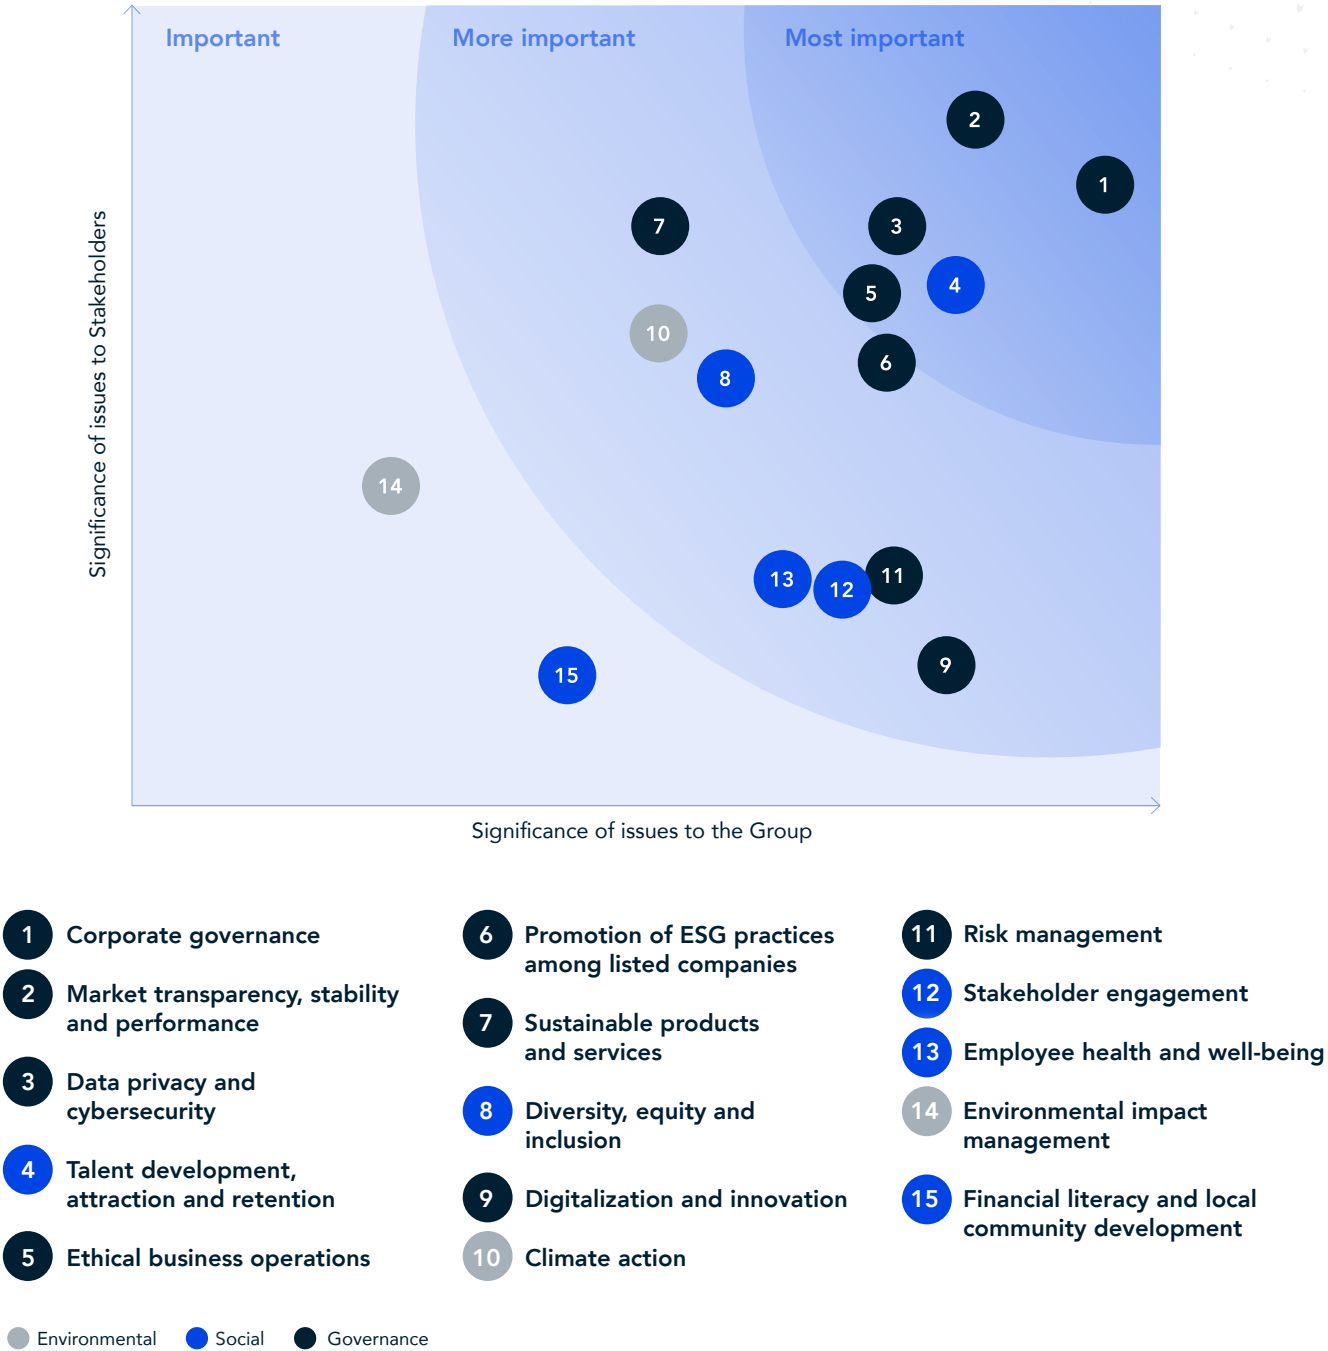 Important
More important
Most important
2
1
7
3
4
5
10
6
8
14
13
12
11
9
15
Significance of issues to Stakeholders
Significance of issues to the Group
1 Corporate governance
2 Market transparency, stability
and performance
3 Data privacy and
cybersecurity
4 Talent development,
attraction and retention
5 Ethical business operations
6 Promotion of ESG practices
among listed companies
7 Sustainable products
and services
8 Diversity, equity and
inclusion
9 Digitalization and innovation
10 Climate action
11 Risk management
12 Stakeholder engagement
13 Employee health and well-being
14 Environmental impact
management
15 Financial literacy and local
community development
Environmental
Social
Governance